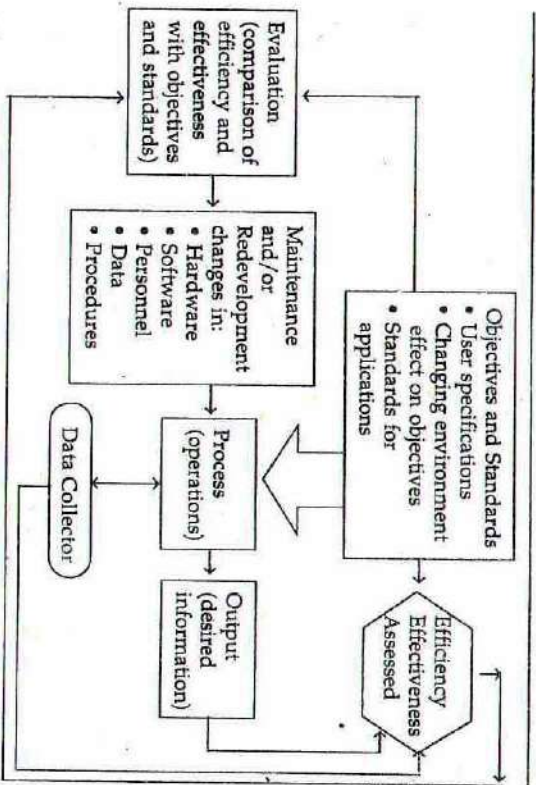 Objectives and Standards
• User specifications
• Changing environment
effect on objectives
• Standards for
applications
Efficiency
Effectiveness
Assessed
Evaluation
(comparison of
efficiency and
effectiveness
with objectives
and standards)
Maintenance
and/or
Redevelopment
changes in:
• Hardware
• Software
• Personnel
• Data
• Procedures
Process
(operations)
Output
(desired
information)
Data Collector